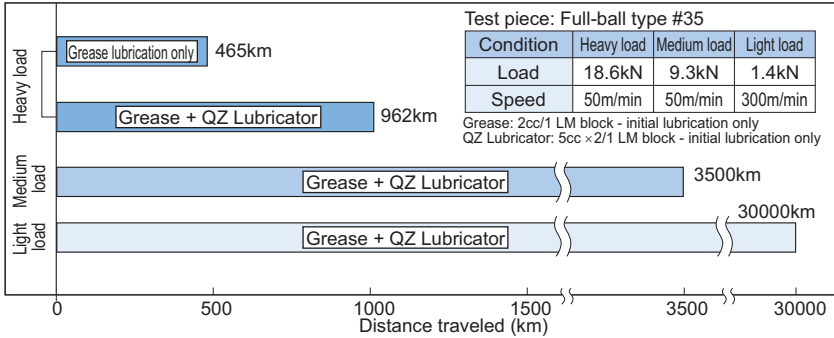 Test piece: Full-ball type #35
Condition Heavy load Medium load Light load
Load 18.6kN 9.3kN 1.4kN
Speed 50m/min 50m/min 300m/min
Grease: 2cc/1 LM block - initial lubrication only
QZ Lubricator: 5cc ×2/1 LM block - initial lubrication only
Heavy load
Grease lubrication only 465km
Grease + QZ Lubricator 962km
Medium
load
Grease + QZ Lubricator 3500km
Light
load
Grease + QZ Lubricator 30000km
0 500 1000 1500 3500 30000
Distance traveled (km)